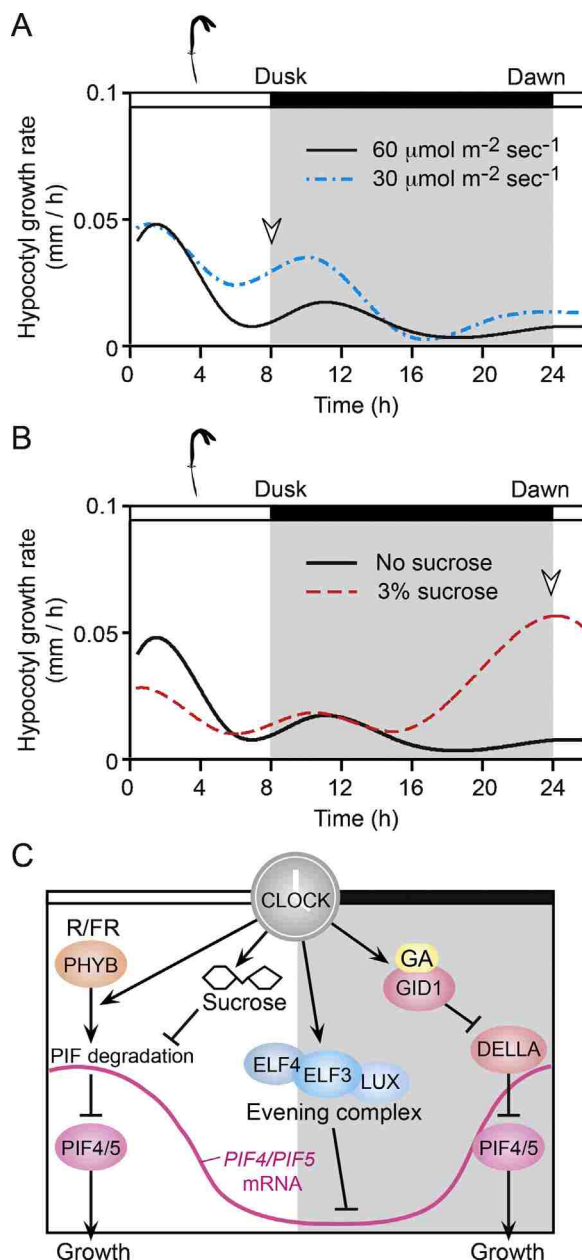 A
Dusk Dawn
0.1
60 μmol m-2 sec-1
30 μmol m-2 sec-1
0.05
0
Hypocotyl growth rate
(mm / h)
0 4 8 12 16 20 24
Time (h)
B
Dusk Dawn
0.1
No sucrose
3% sucrose
0.05
0
Hypocotyl growth rate
(mm / h)
0 4 8 12 16 20 24
Time (h)
C
CLOCK
R/FR
PHYB
Sucrose
GA
GID1
PIF degradation
DELLA
ELF4 ELF3 LUX
Evening complex
PIF4/5
PIF4/PIF5
mRNA
PIF4/5
Growth Growth